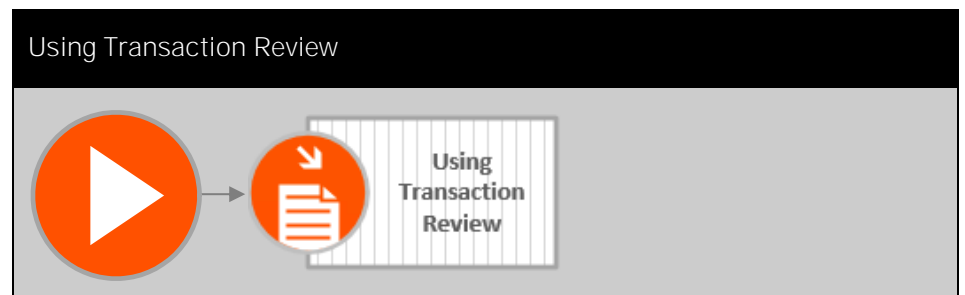 Using Transaction Review
Using
Transaction
Review